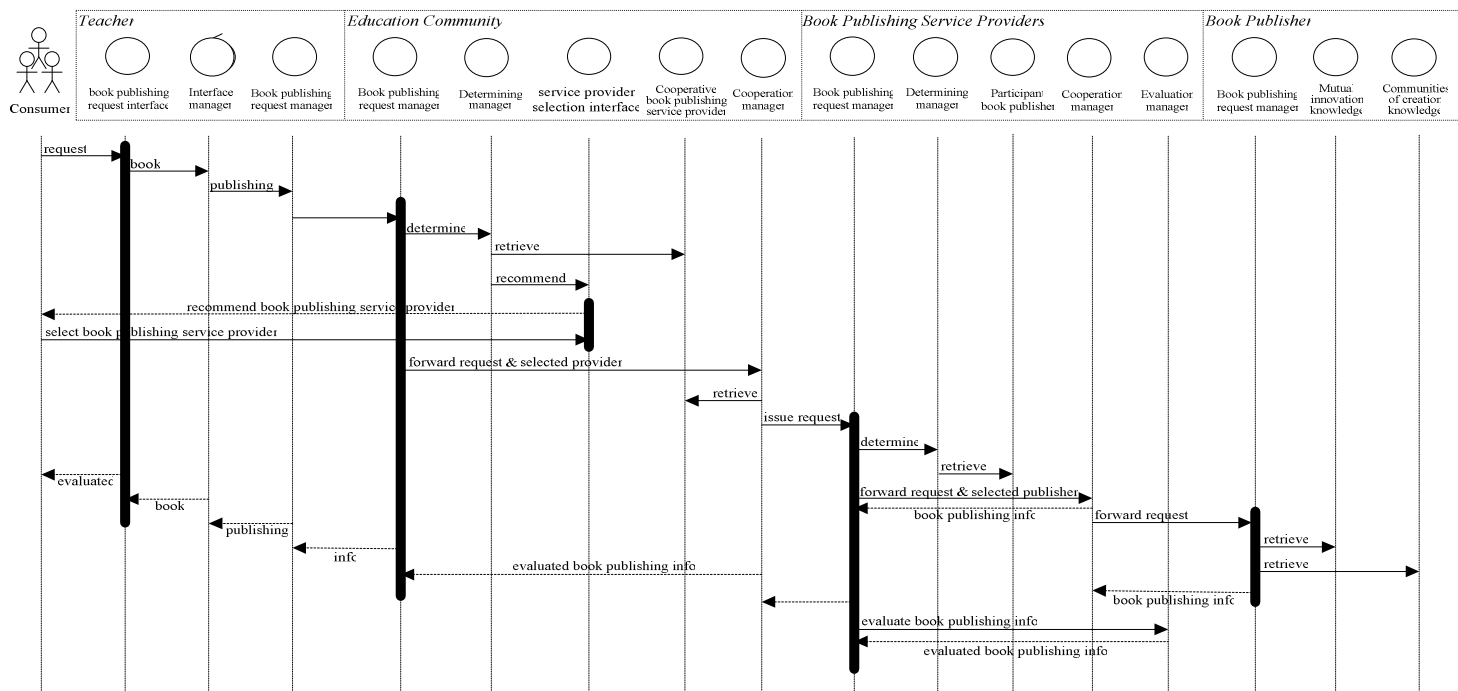 Teacher
Education Community
Book Publishing Service Providers
Book Publisher
Consumer
book publishing
request interface
Interface
manager
Book publishing
request manager
Book publishing
request manager
Determining
manager
service provider
selection interface
Cooperative
book publishing
service provider
Cooperation
manager
Book publishing
request manager
Determining
manager
Participant
book publisher
Cooperation
manager
Evaluation
manager
Book publishing
request manager
Mutual
innovation
knowledge
Communities
of creation
knowledge
request
book
publishing
determine
retrieve
recommend
recommend book publishing service provider
select book publishing service provider
forward request & selected provider
retrieve
issue request
determine
retrieve
evaluated
forward request & selected publisher
book
book publishing info
forward request
publishing
retrieve
info
evaluated book publishing info
retrieve
book publishing info
evaluate book publishing info
evaluated book publishing info